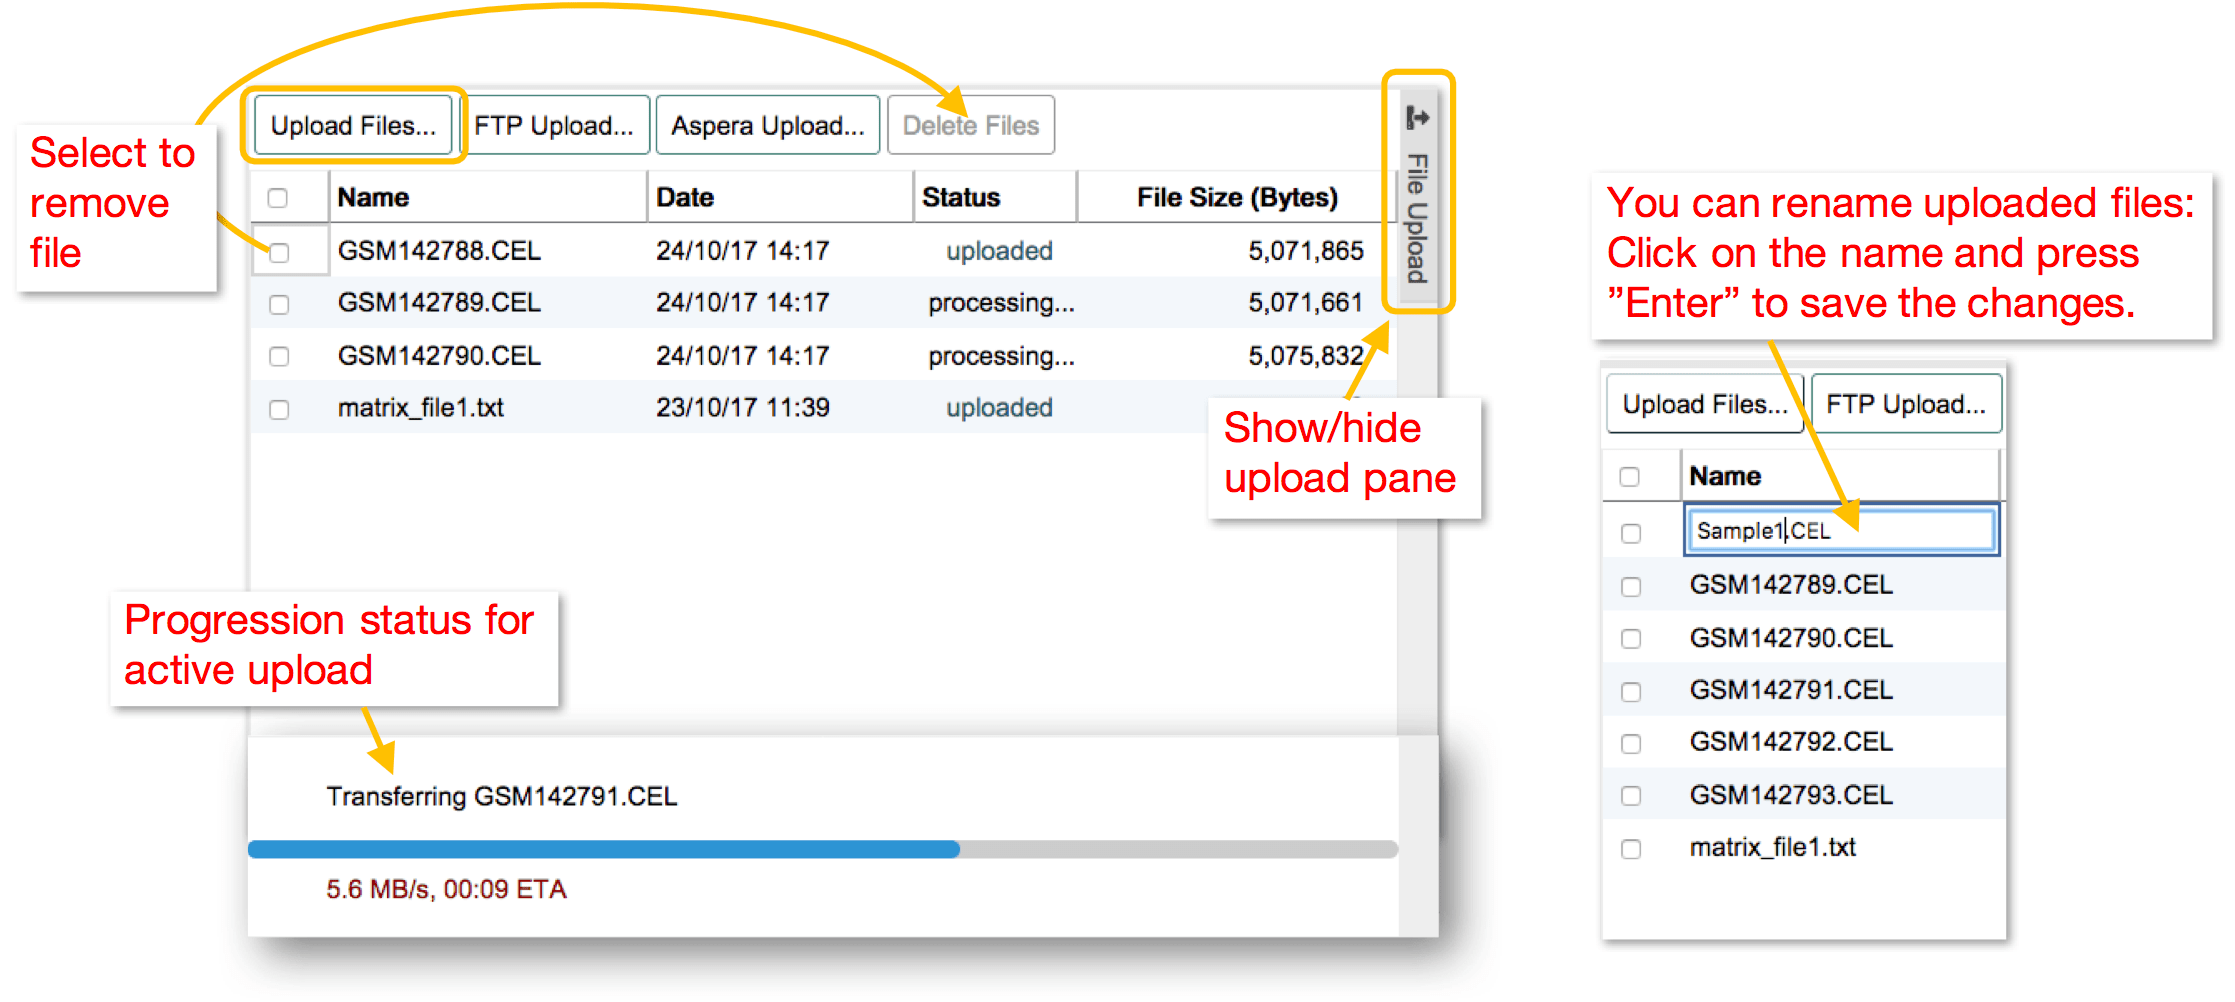 Upload Files...
FTP Upload...
Aspera Upload...
Delete Files
File Upload
Select to
remove
file
Name Date Status File Size (Bytes)
GSM142788.CEL 24/10/17 14:17 uploaded 5,071,865
GSM142789.CEL 24/10/17 14:17 processing... 5,071,661
GSM142790.CEL 24/10/17 14:17 processing... 5,075,832
matrix_file1.txt 23/10/17 11:39 uploaded
Show/hide
upload pane
Progression status for
active upload
Transferring GSM142791.CEL
5.6 MB/s, 00:09 ETA
You can rename uploaded files:
Click on the name and press
”Enter” to save the changes.
Upload Files...
FTP Upload...
Name
Sample1.CEL
GSM142789.CEL
GSM142790.CEL
GSM142791.CEL
GSM142792.CEL
GSM142793.CEL
matrix_file1.txt